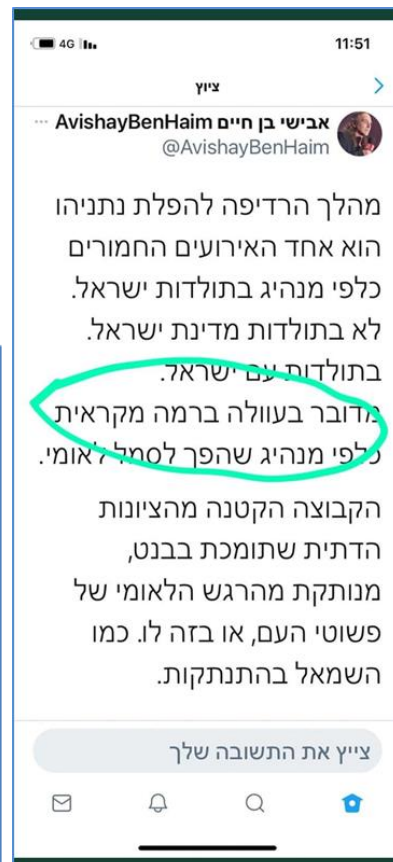 4G 11:51
ציוץ
אבישי בן חיים AvishayBenHaim ...
@AvishayBenHaim
מהלך הרדיפה להפלת נתניהו
הוא אחד האירועים החמורים
כלפי מנהיג בתולדות ישראל.
לא בתולדות מדינת ישראל.
בתולדות עם ישראל.
מדובר בעוולה ברמה מקראית
כלפי מנהיג שהפך לסמל לאומי.
הקבוצה הקטנה מהציונות
הדתית שתומכת בבנט,
מנותקת מהרגש הלאומי של
פשוטי העם, או בזה לו. כמו
השמאל בהתנתקות.
צייץ את התשובה שלך